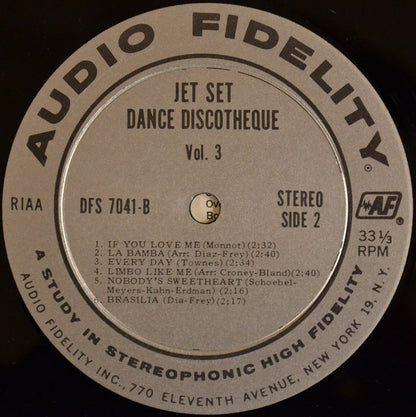 AUDIO FIDELITY
JET SET
DANCE DISCOTHEQUE
Vol. 3
RIAA
DFS 7041-B
STEREO
SIDE 2
AF
®
33 1/3
RPM
1. IF YOU LOVE ME (Monnot) (2:32)
2. LA BAMBA (Arr: Diaz-Frey) (2:40)
3. EVERY DAY (Townes) (2:34)
4. LIMBO LIKE ME (Arr: Croney-Bland) (2:40)
5. NOBODY'S SWEETHEART (Schoebel-
Meyers-Kahn-Erdman) (2:16)
6. BRASILIA (Dia-Frey) (2:17)
A STUDY IN STEREOPHONIC HIGH FIDELITY
AUDIO FIDELITY INC., 770 ELEVENTH AVENUE, NEW YORK 19, N.Y.